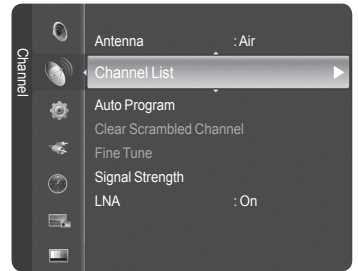 Channel
Antenna : Air
Channel List
Auto Program
Clear Scrambled Channel
Fine Tune
Signal Strength
LNA : On